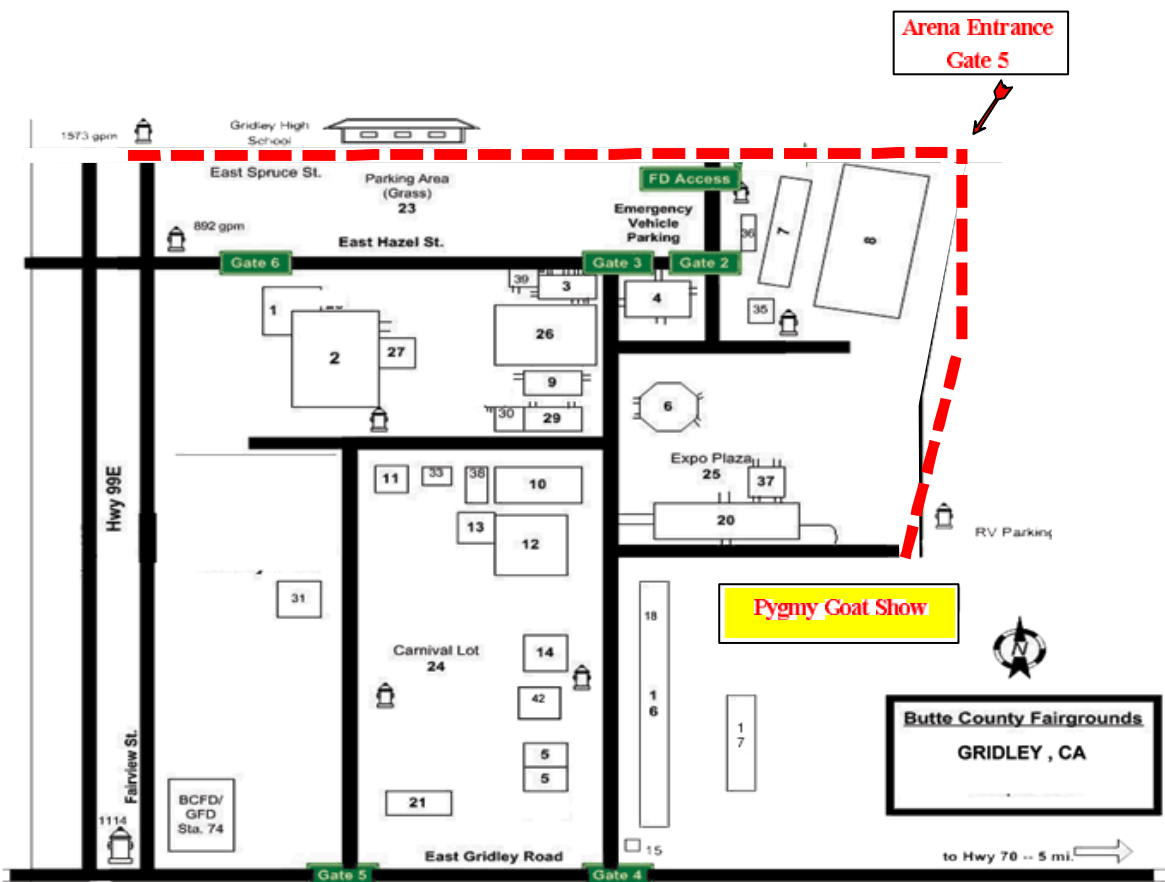 Arena Entrance
Gate 5
1573 gpm
Gridley High
School
East Spruce St.
Parking Area
(Grass)
23
FD Access
Emergency
Vehicle
Parking
892 gpm
East Hazel St.
36
7
8
Gate 6
Gate 3
Gate 2
39
3
4
1
35
26
2
27
9
6
30
29
Hwy 99E
Expo Plaza
25
11
33
38
10
37
13
12
20
RV Parking
31
Pygmy Goat Show
18
Carnival Lot
24
14
42
1
6
1
7
5
5
Butte County Fairgrounds
GRIDLEY , CA
Fairview St.
BCFD/
GFD
Sta. 74
21
1114
15
East Gridley Road
to Hwy 70 -- 5 mi.
Gate 5
Gate 4
N